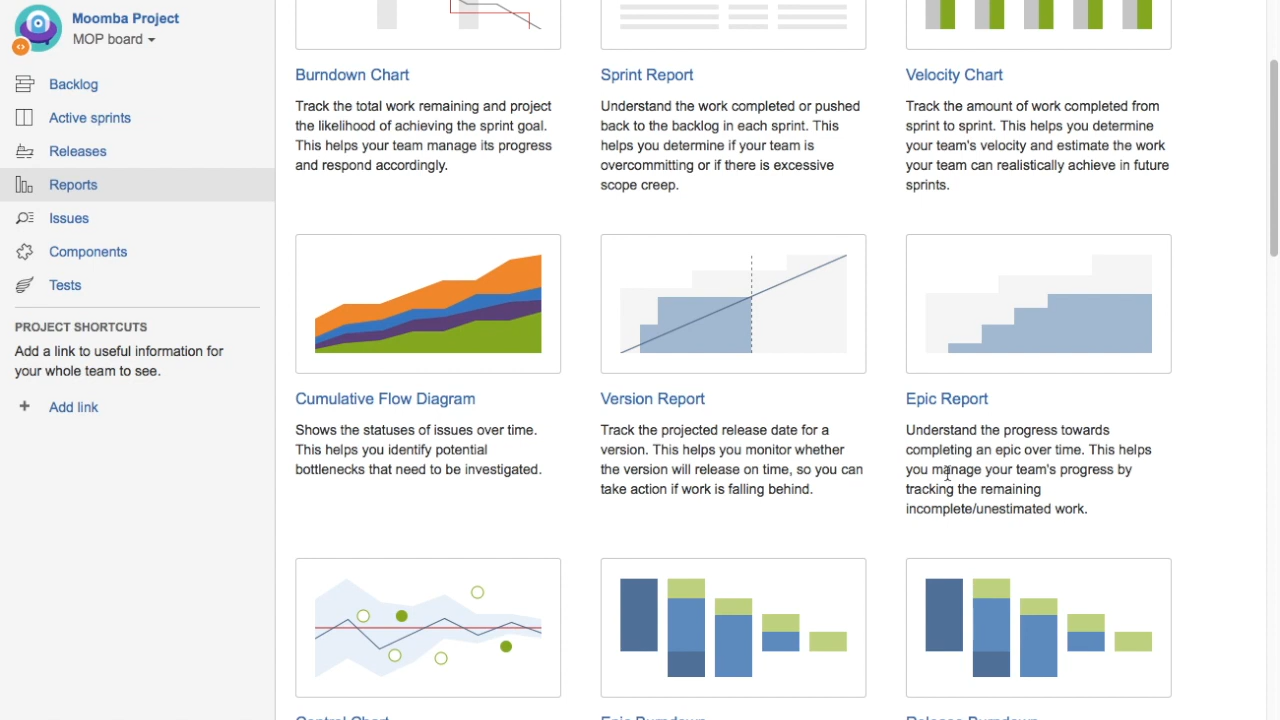 Moomba Project
MOP board
Backlog
Active sprints
Releases
Reports
Issues
Components
Tests
PROJECT SHORTCUTS
Add a link to useful information for
your whole team to see.
+ Add link
Burndown Chart
Track the total work remaining and project
the likelihood of achieving the sprint goal.
This helps your team manage its progress
and respond accordingly.
Sprint Report
Understand the work completed or pushed
back to the backlog in each sprint. This
helps you determine if your team is
overcommitting or if there is excessive
scope creep.
Velocity Chart
Track the amount of work completed from
sprint to sprint. This helps you determine
your team's velocity and estimate the work
your team can realistically achieve in future
sprints.
Cumulative Flow Diagram
Shows the statuses of issues over time.
This helps you identify potential
bottlenecks that need to be investigated.
Version Report
Track the projected release date for a
version. This helps you monitor whether
the version will release on time, so you can
take action if work is falling behind.
Epic Report
Understand the progress towards
completing an epic over time. This helps
you manage your team's progress by
tracking the remaining
incomplete/unestimated work.
Control Chart
Epic Burndown
Release Burndown